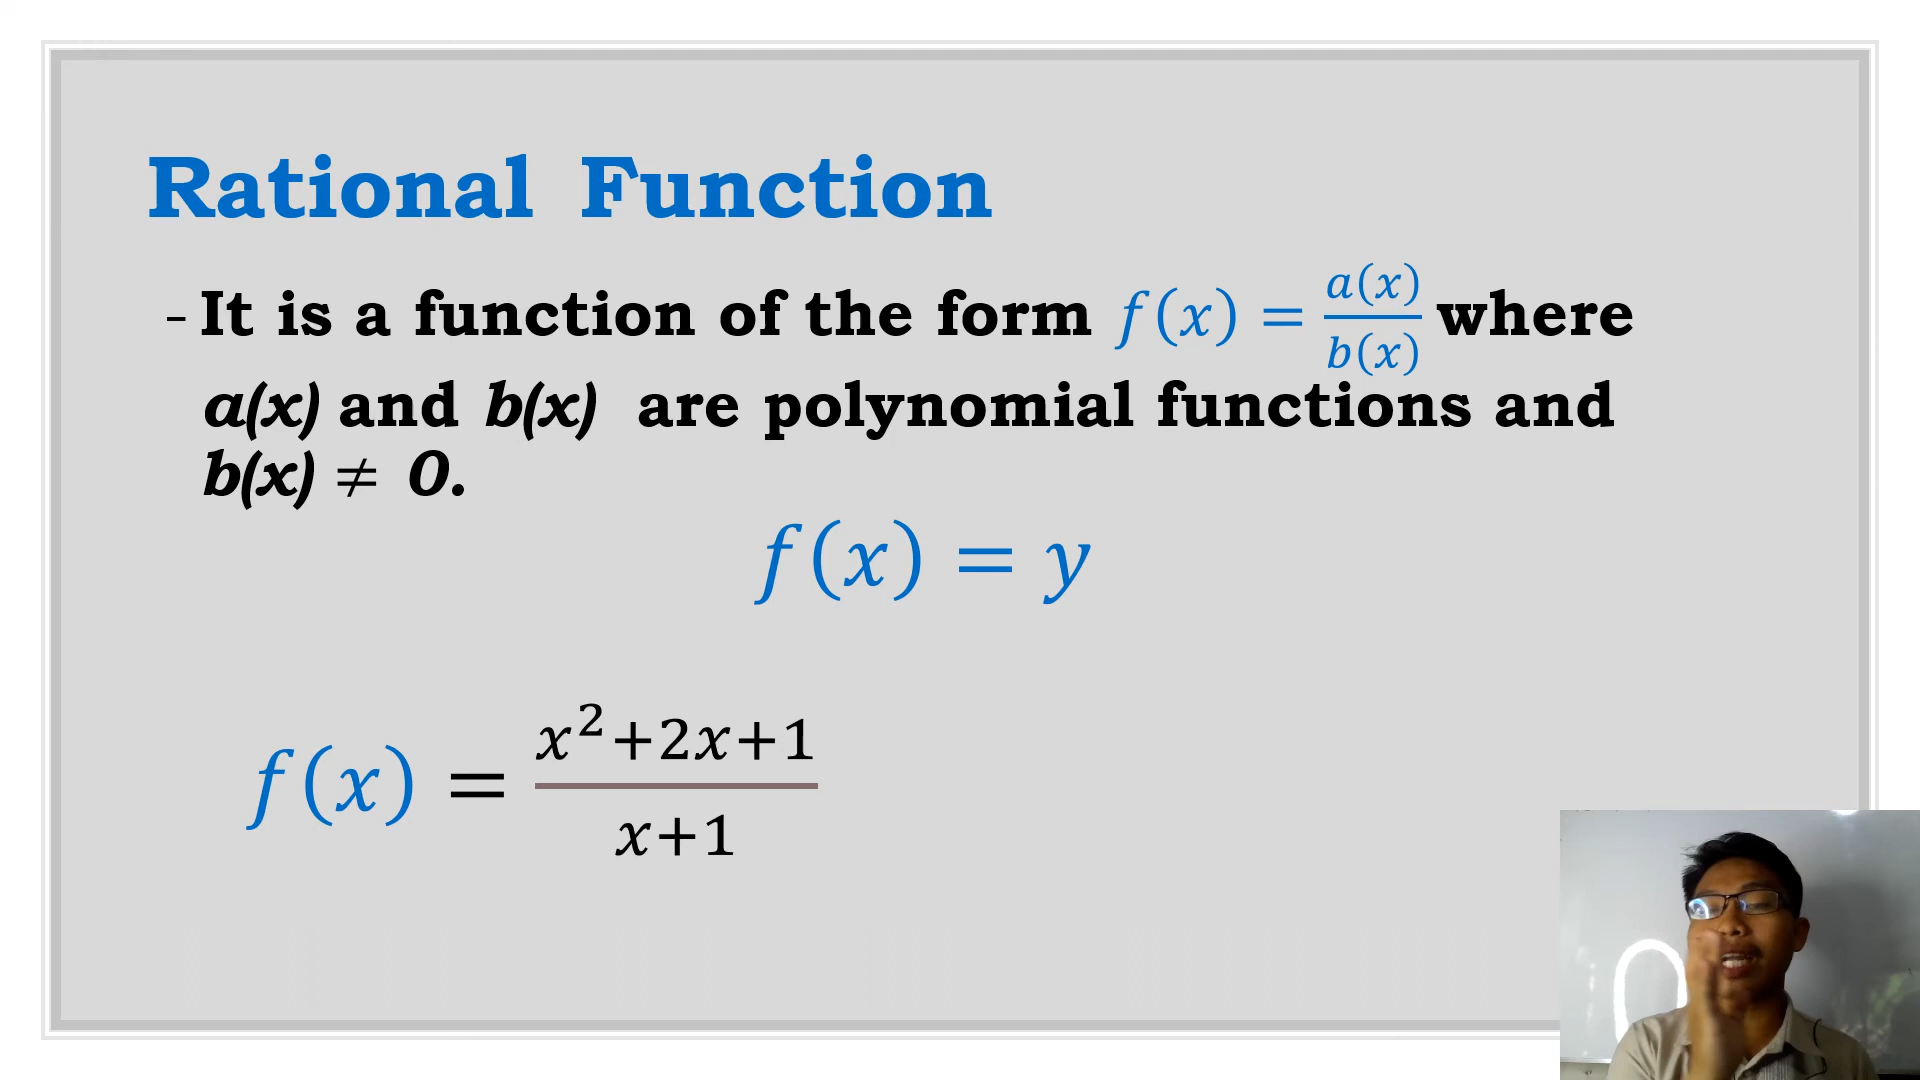 Rational Function
- It is a function of the form f(x) = a(x)/b(x) where
a(x) and b(x) are polynomial functions and
b(x) ≠ 0.
f(x) = y
f(x) = x²+2x+1/x+1